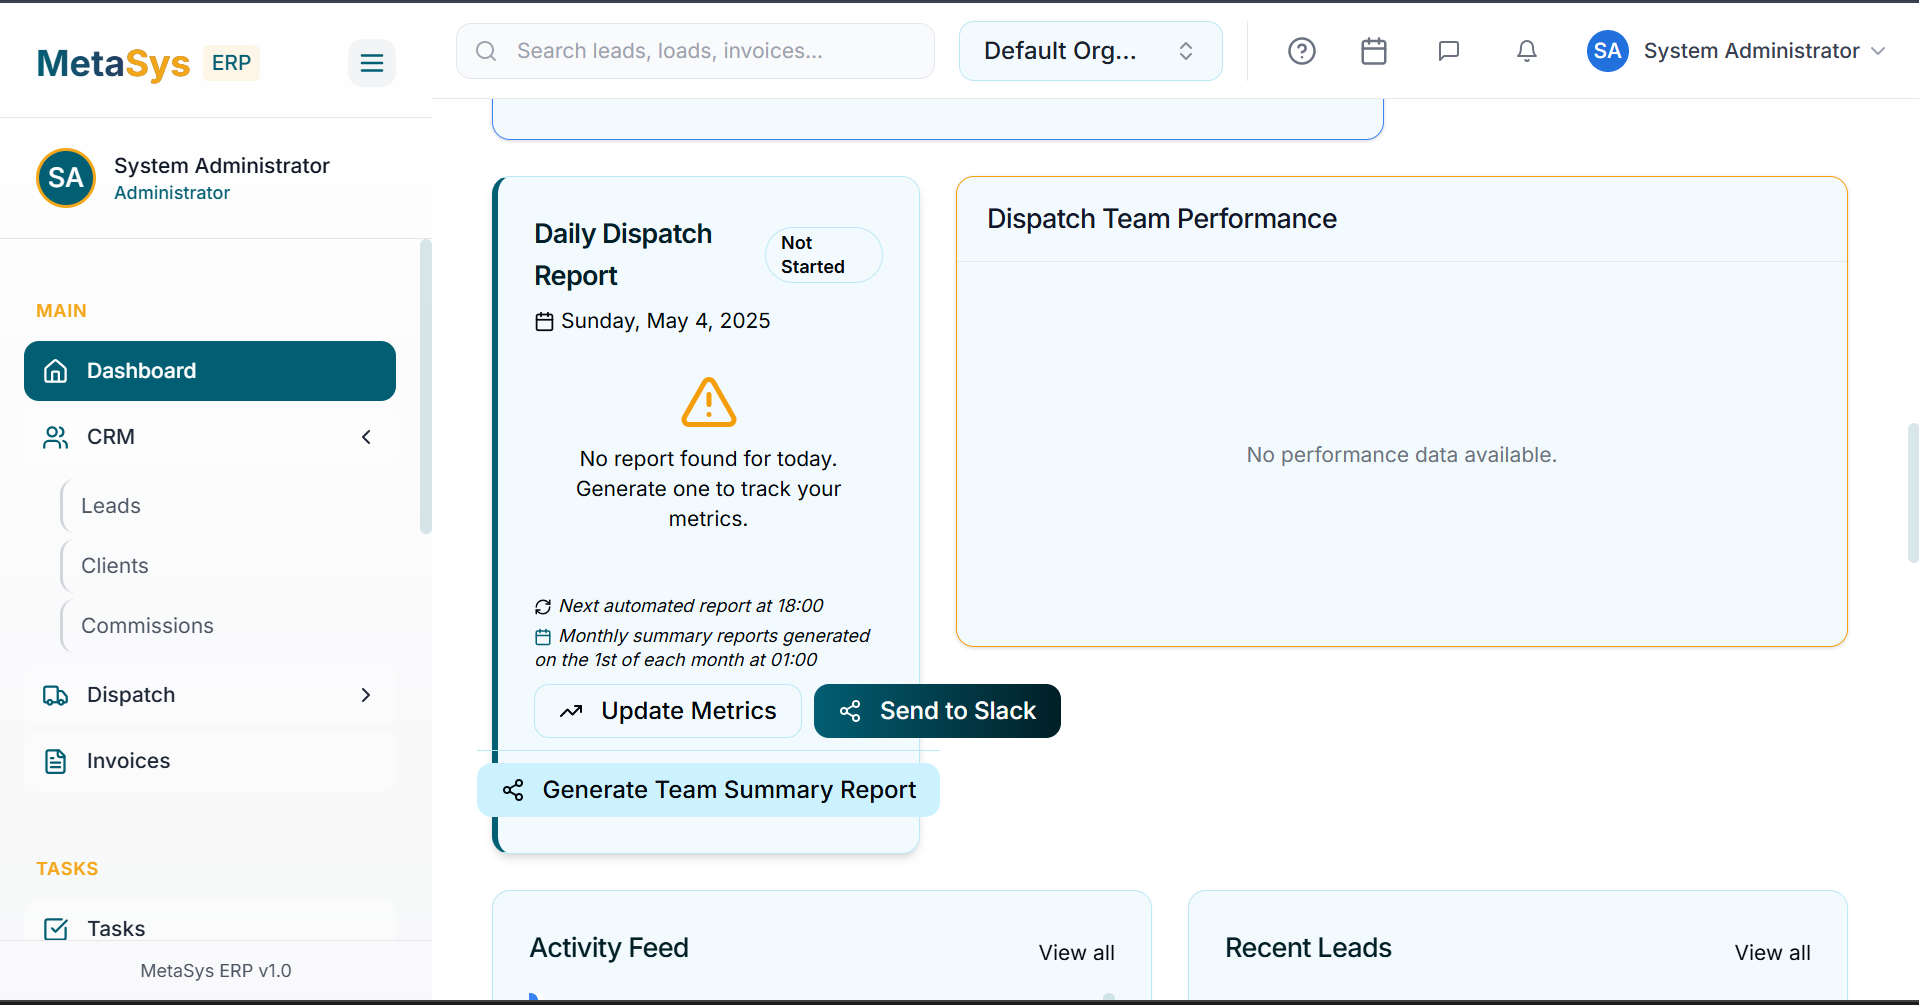 MetaSys ERP
Search leads, loads, invoices...
Default Org...
SA System Administrator
SA
System Administrator
Administrator
MAIN
Dashboard
CRM
Leads
Clients
Commissions
Dispatch
Invoices
TASKS
Tasks
MetaSys ERP v1.0
Daily Dispatch
Report
Not
Started
Sunday, May 4, 2025
No report found for today.
Generate one to track your
metrics.
Next automated report at 18:00
Monthly summary reports generated
on the 1st of each month at 01:00
Update Metrics
Send to Slack
Generate Team Summary Report
Dispatch Team Performance
No performance data available.
Activity Feed
View all
Recent Leads
View all